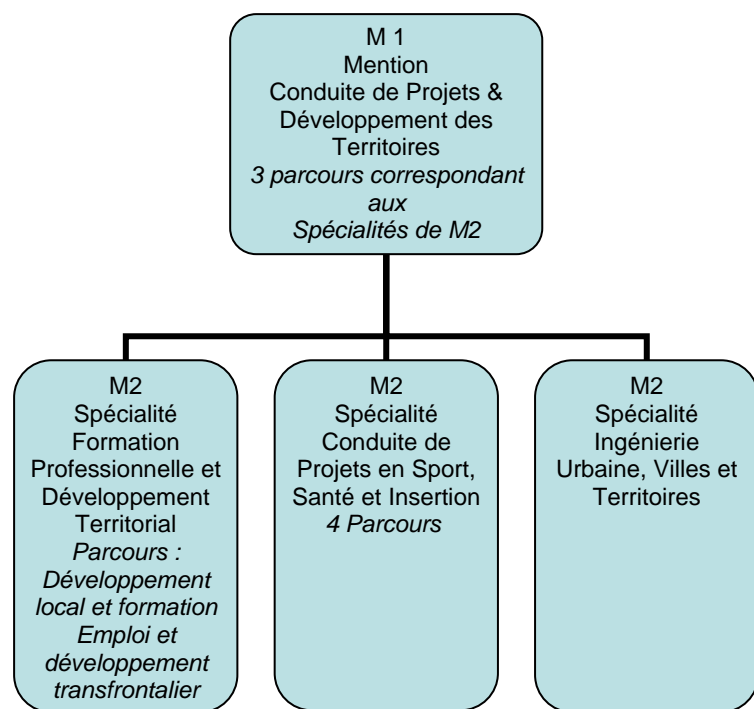 M 1
Mention
Conduite de Projets &
Développement des
Territoires
3 parcours correspondant
aux
Spécialités de M2
M2
Spécialité
Formation
Professionnelle et
Développement
Territorial
Parcours :
Développement
local et formation
Emploi et
développement
transfrontalier
M2
Spécialité
Conduite de
Projets en Sport,
Santé et Insertion
4 Parcours
M2
Spécialité
Ingénierie
Urbaine, Villes et
Territoires